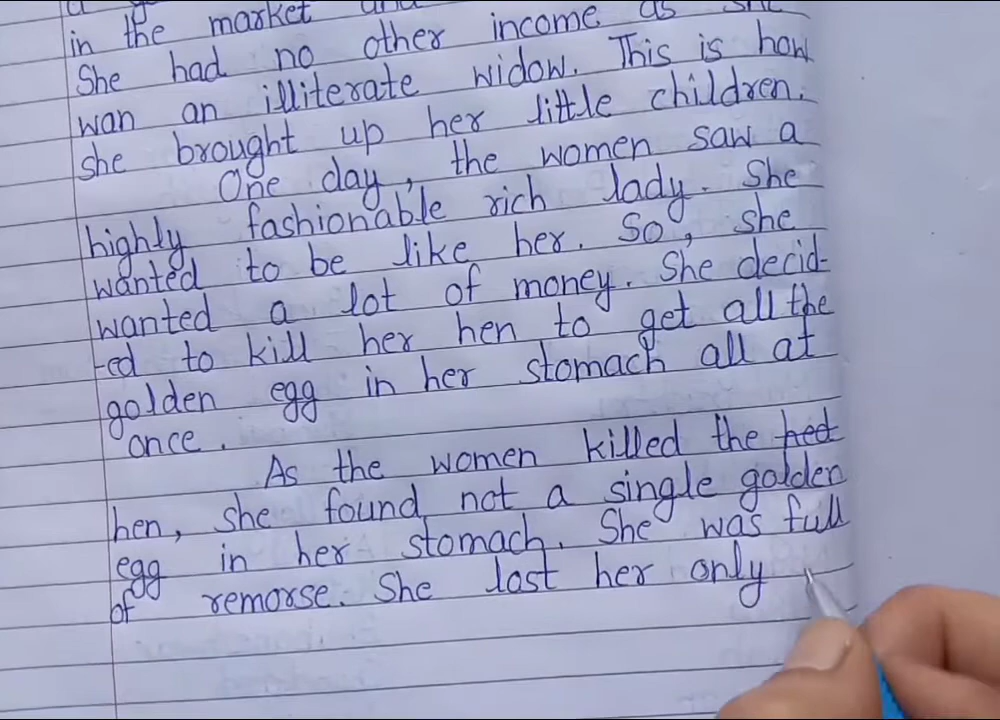 in the market and
She had no other income as she
wan an illiterate widow. This is how
she brought up her little children.
One day, the women saw a
highly fashionable rich lady. She
wanted to be like her. So, she
wanted a lot of money. She decid-
-ed to kill her hen to get all the
golden egg in her stomach all at
once.
As the women killed the hed
hen, she found not a single golden
egg in her stomach. She was full
of remorse. She lost her only